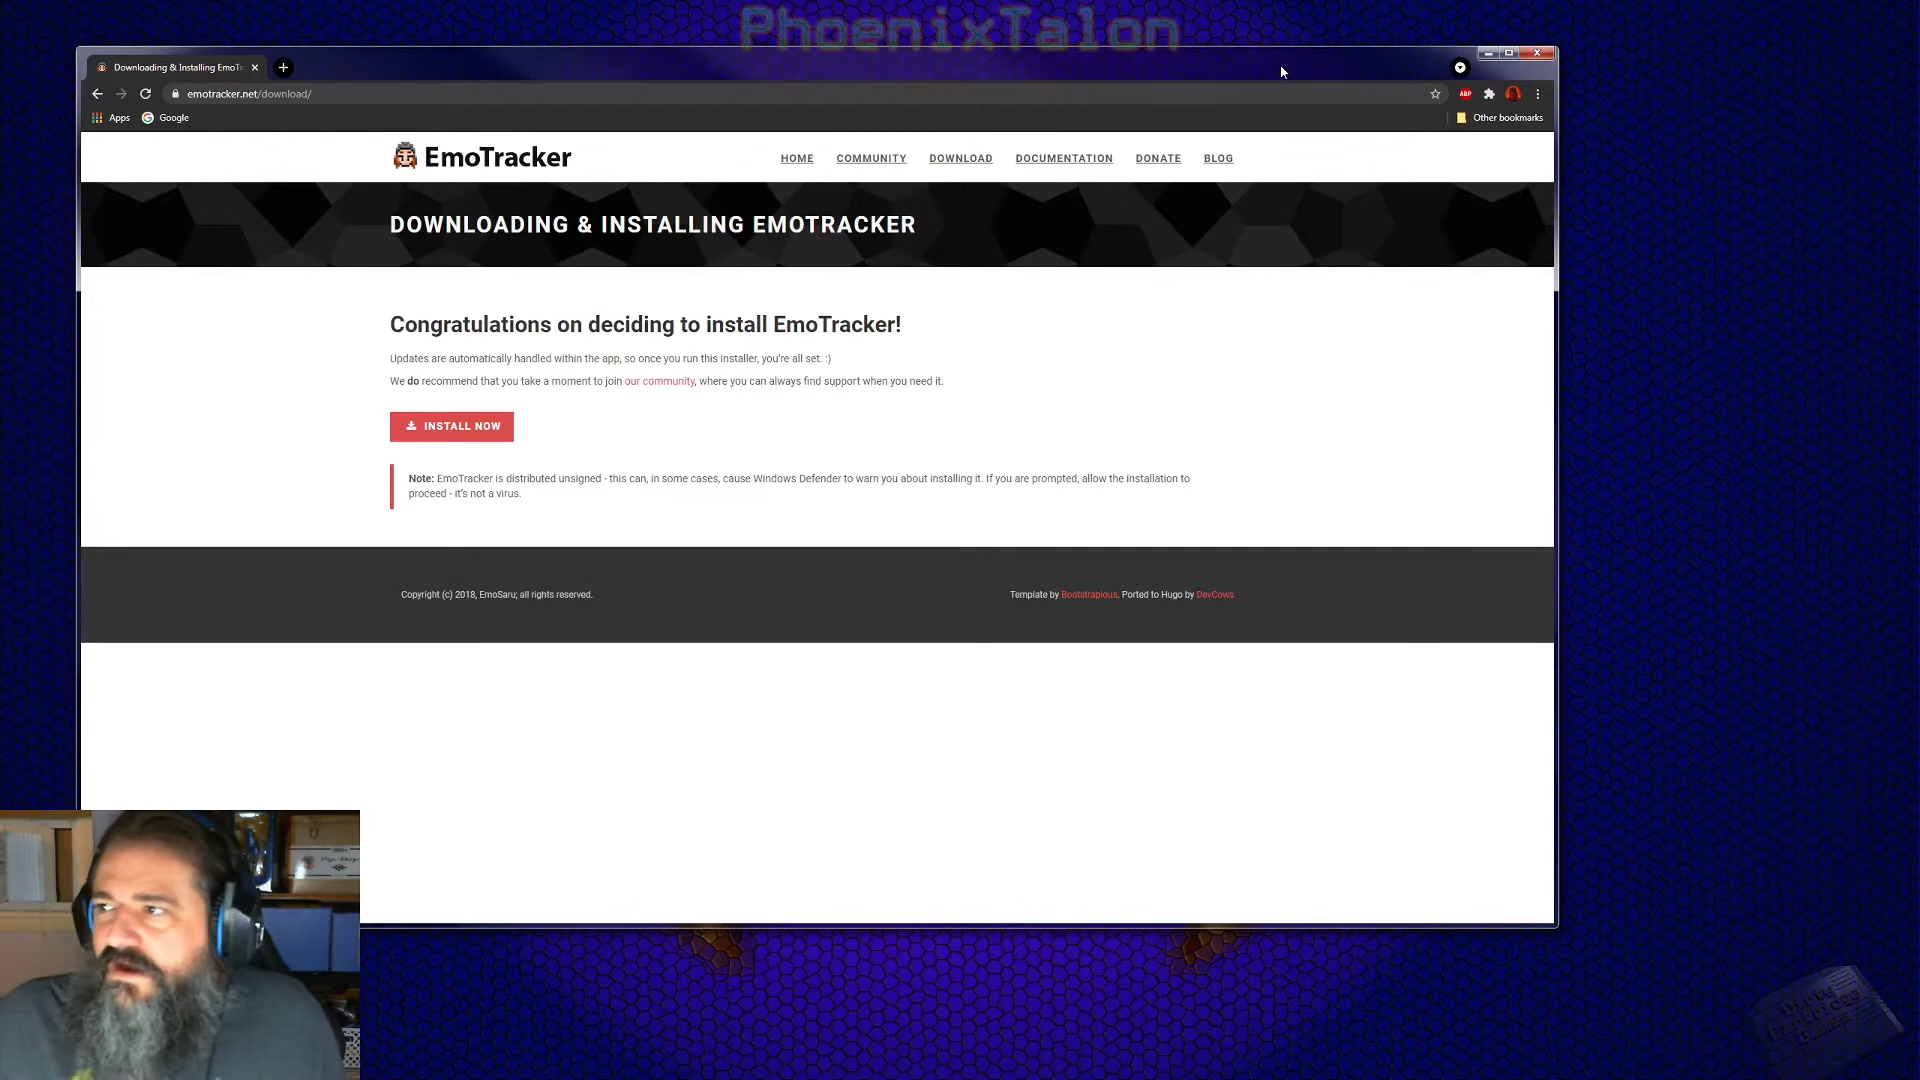 PhoenixTalon
Downloading & Installing EmoTr
emotracker.net/download/
ABP
Apps
Google
Other bookmarks
EmoTracker
HOME
COMMUNITY
DOWNLOAD
DOCUMENTATION
DONATE
BLOG
DOWNLOADING & INSTALLING EMOTRACKER
Congratulations on deciding to install EmoTracker!
Updates are automatically handled within the app, so once you run this installer, you're all set. :)
We do recommend that you take a moment to join our community, where you can always find support when you need it.
INSTALL NOW
Note: EmoTracker is distributed unsigned - this can, in some cases, cause Windows Defender to warn you about installing it. If you are prompted, allow the installation to
proceed - it's not a virus.
Copyright (c) 2018, EmoSaru; all rights reserved.
Template by Bootstrapious. Ported to Hugo by DevCows
Dirty
Cartridge